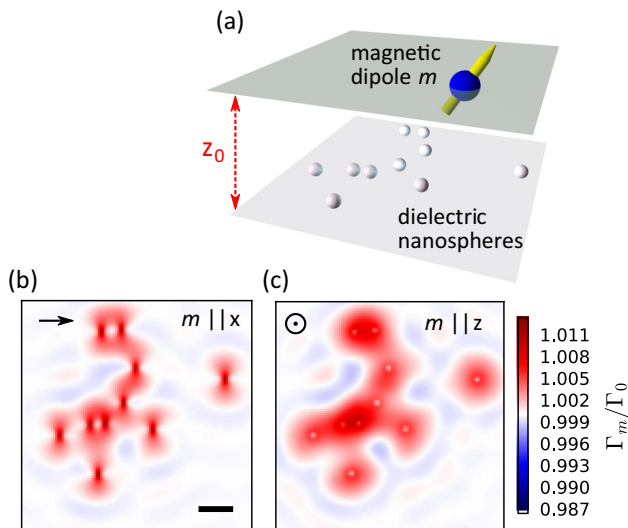 (a)
magnetic
dipole m
z0
dielectric
nanospheres
(b)
m || x
(c)
m || z
1.011
1.008
1.005
1.002
0.999
0.996
0.993
0.990
0.987
Γm/Γ0